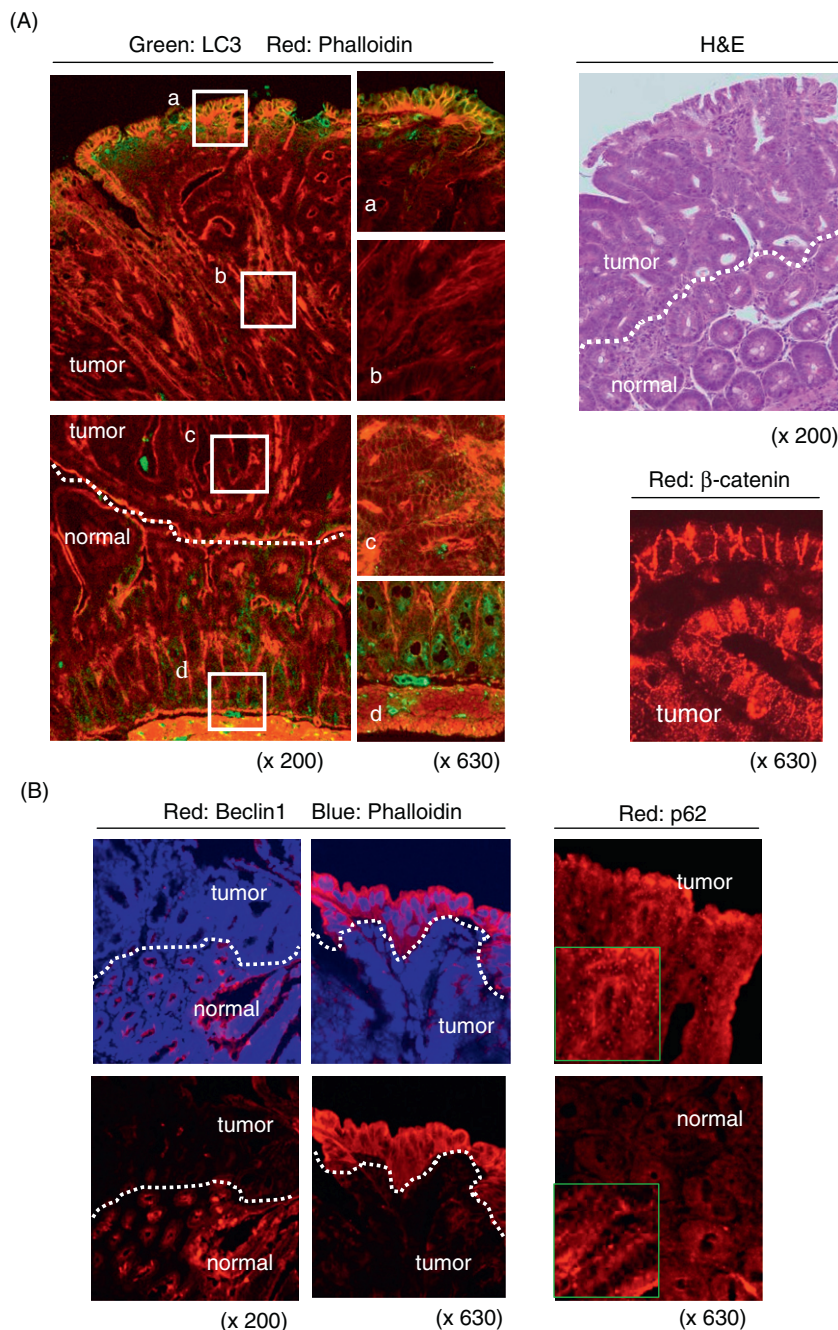 (A)
Green: LC3 Red: Phalloidin
H&E
a
a
b
b
tumor
tumor
normal
(x 200)
tumor
c
normal
c
d
d
(x 200)
(x 630)
Red: β-catenin
tumor
(x 630)
(B)
Red: Beclin1 Blue: Phalloidin
Red: p62
tumor
normal
tumor
tumor
tumor
normal
tumor
normal
(x 200)
(x 630)
(x 630)